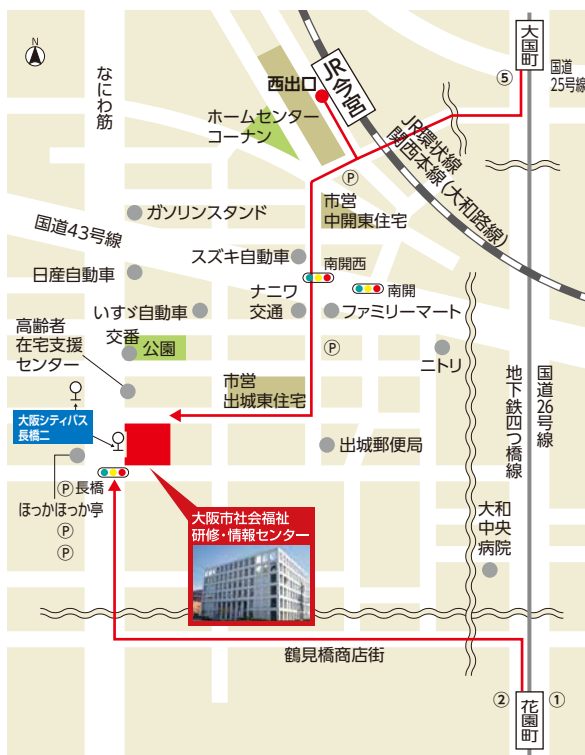 N
なにわ筋
大国町
国道
25号線
⑤
西出口
JR今宮
ホームセンター
コーナン
JR環状線
関西本線(大和路線)
Ⓟ
市営
中開東住宅
ガソリンスタンド
国道43号線
スズキ自動車
南開西
日産自動車
南開
ナニワ
交通
いすゞ自動車
ファミリーマート
交番
公園
高齢者
在宅支援
センター
Ⓟ
ニトリ
市営
出城東住宅
地下鉄四つ橋線
国道26号線
大阪シティバス
長橋二
出城郵便局
Ⓟ
長橋
ほっかほっか亭
Ⓟ
Ⓟ
大阪市社会福祉
研修・情報センター
大和
中央
病院
鶴見橋商店街
②
花園町
①